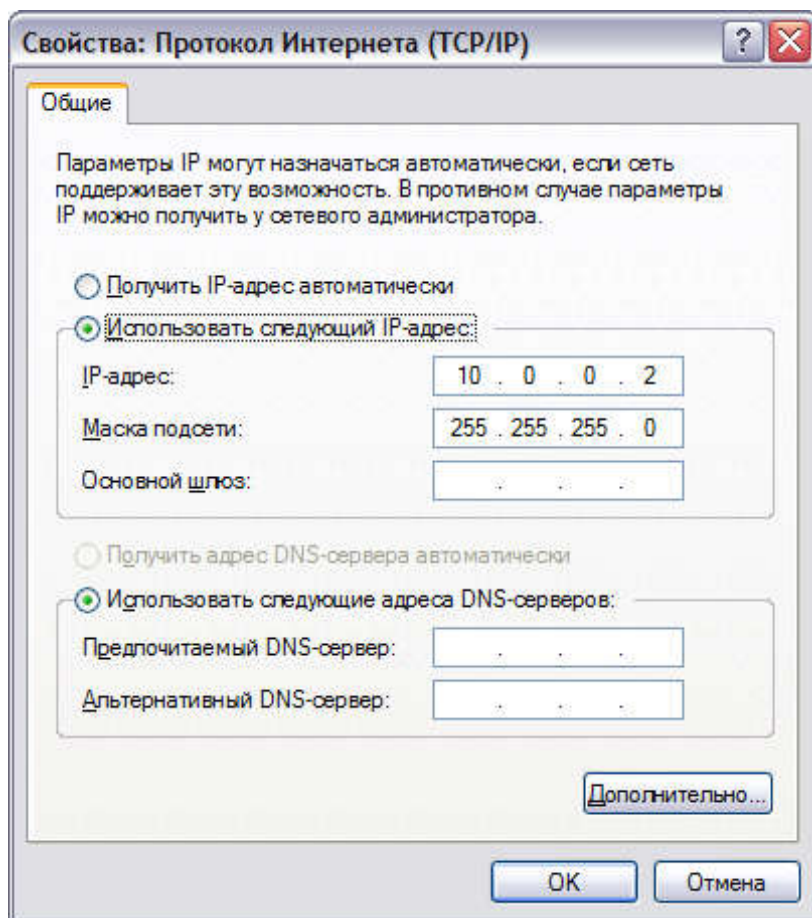 Свойства: Протокол Интернета (TCP/IP)
Общие
Параметры IP могут назначаться автоматически, если сеть
поддерживает эту возможность. В противном случае параметры
IP можно получить у сетевого администратора.
Получить IP-адрес автоматически
Использовать следующий IP-адрес:
IP-адрес: 10 . 0 . 0 . 2
Маска подсети: 255 . 255 . 255 . 0
Основной шлюз: . . .
Получить адрес DNS-сервера автоматически
Использовать следующие адреса DNS-серверов:
Предпочитаемый DNS-сервер: . . .
Альтернативный DNS-сервер: . . .
Дополнительно...
OK Отмена